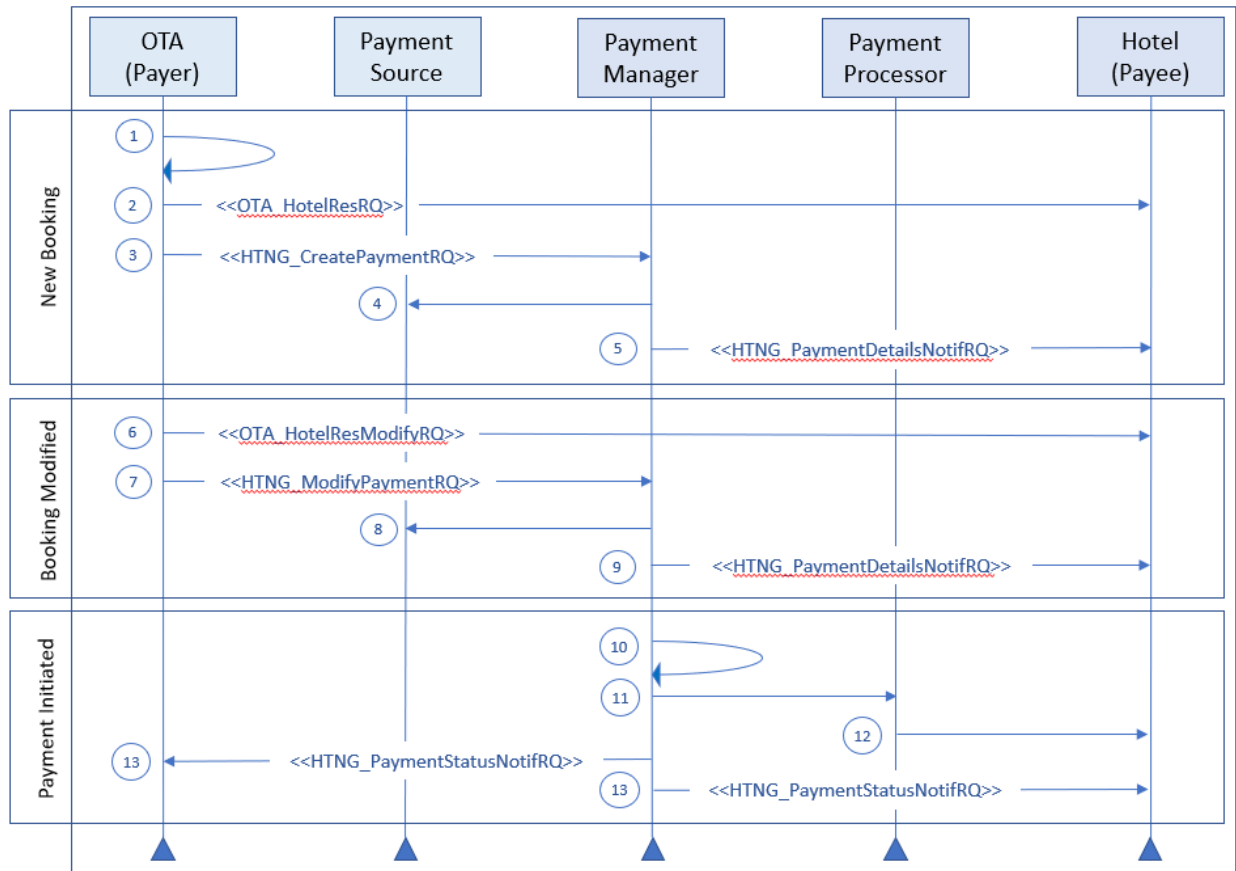 OTA
(Payer)
Payment
Source
Payment
Manager
Payment
Processor
Hotel
(Payee)
New Booking
1
2
<<OTA_HotelResRQ>>
3
<<HTNG_CreatePaymentRQ>>
4
5
<<HTNG_PaymentDetailsNotifRQ>>
Booking Modified
6
<<OTA_HotelResModifyRQ>>
7
<<HTNG_ModifyPaymentRQ>>
8
9
<<HTNG_PaymentDetailsNotifRQ>>
Payment Initiated
10
11
12
13
<<HTNG_PaymentStatusNotifRQ>>
13
<<HTNG_PaymentStatusNotifRQ>>